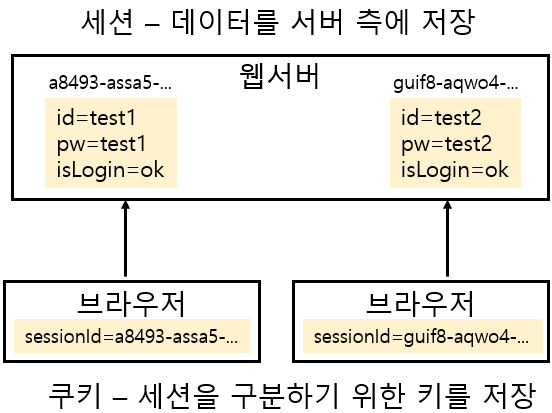 세션 – 데이터를 서버 측에 저장
웹서버
a8493-assa5-...
id=test1
pw=test1
isLogin=ok
guif8-aqwo4-...
id=test2
pw=test2
isLogin=ok
브라우저
sessionId=a8493-assa5-...
브라우저
sessionId=guif8-aqwo4-...
쿠키 – 세션을 구분하기 위한 키를 저장